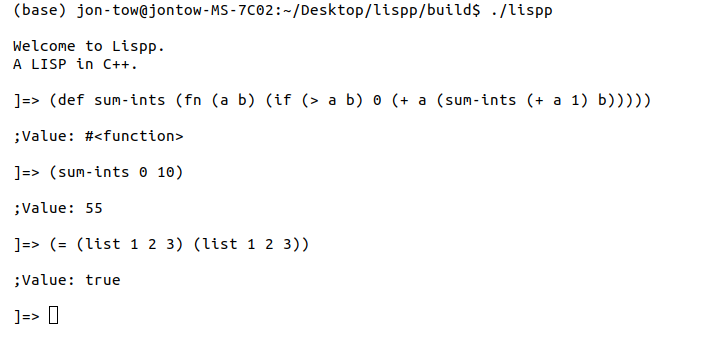 (base) jon-tow@jontow-MS-7C02:~/Desktop/lispp/build$ ./lispp
Welcome to Lispp.
A LISP in C++.
]=> (def sum-ints (fn (a b) (if (> a b) 0 (+ a (sum-ints (+ a 1) b)))))
;Value: #<function>
]=> (sum-ints 0 10)
;Value: 55
]=> (= (list 1 2 3) (list 1 2 3))
;Value: true
]=>